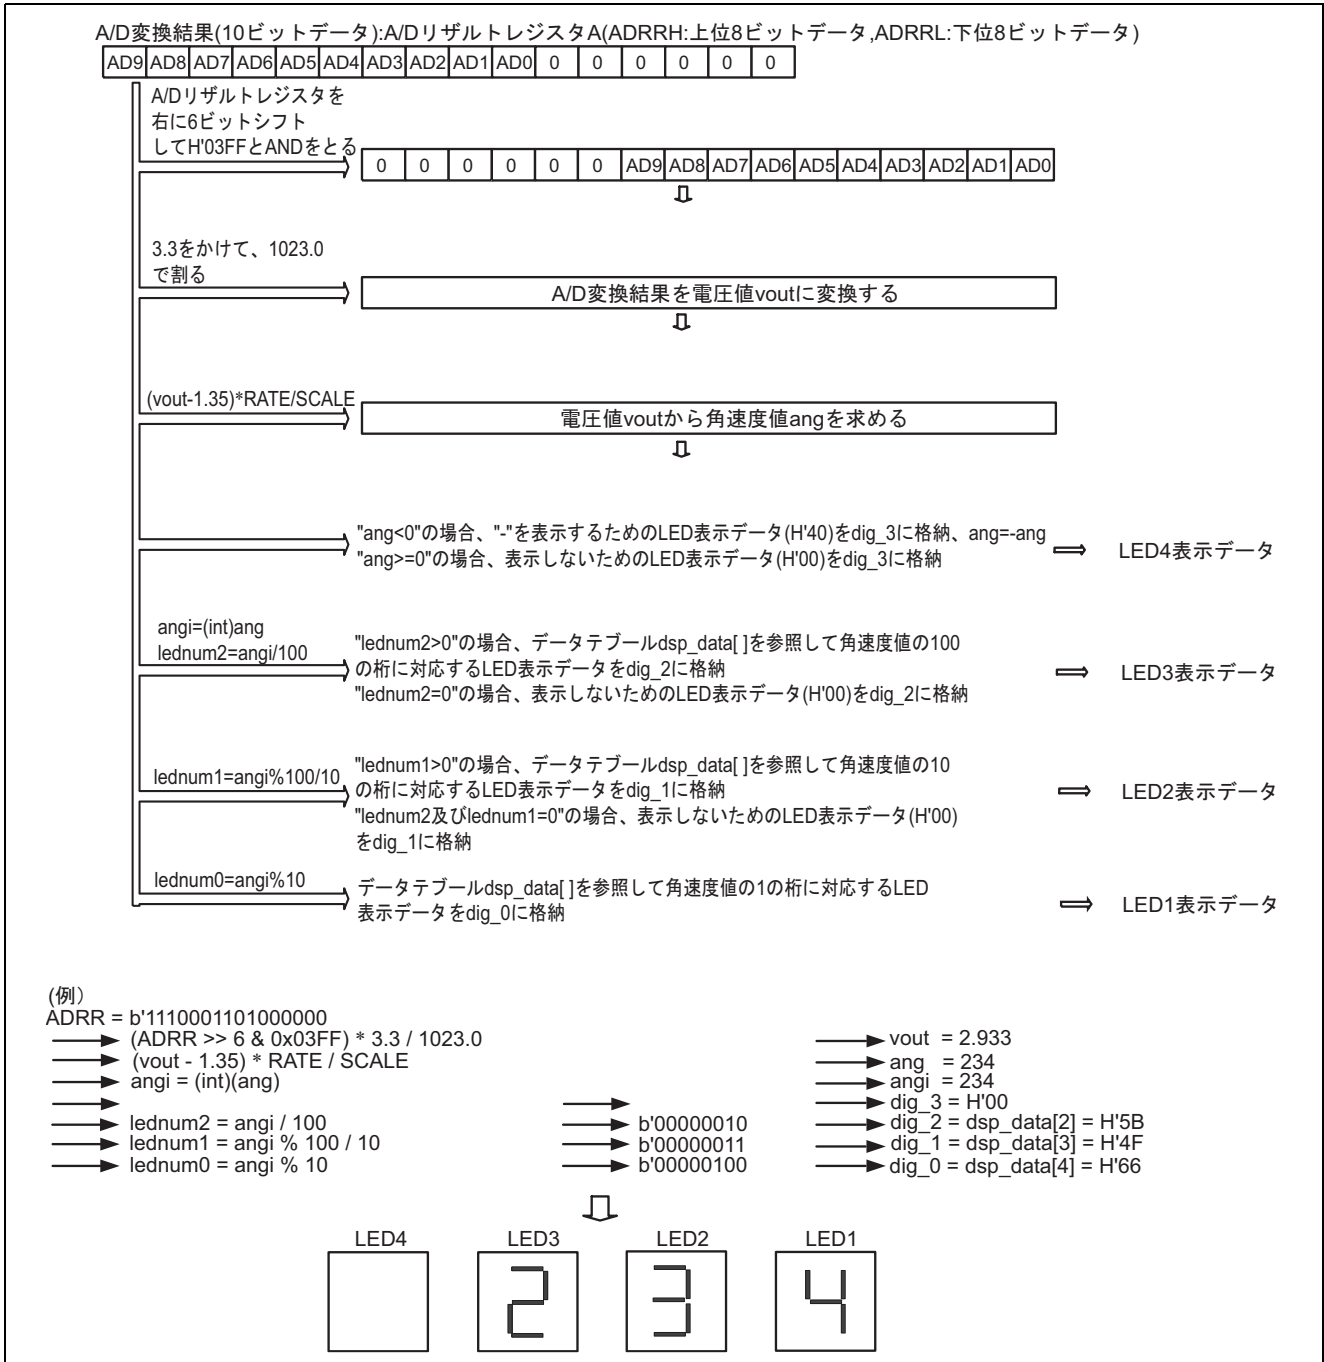 A/D変換結果(10ビットデータ):A/DリザルトレジスタA(ADRRH:上位8ビットデータ,ADRRL:下位8ビットデータ)
AD9 AD8 AD7 AD6 AD5 AD4 AD3 AD2 AD1 AD0 0 0 0 0 0 0
A/Dリザルトレジスタを
右に6ビットシフト
してH'03FFとANDをとる
0 0 0 0 0 0 AD9 AD8 AD7 AD6 AD5 AD4 AD3 AD2 AD1 AD0
3.3をかけて、1023.0
で割る
A/D変換結果を電圧値voutに変換する
(vout-1.35)*RATE/SCALE
電圧値voutから角速度値angを求める
"ang<0"の場合、"-"を表示するためのLED表示データ(H'40)をdig_3に格納、ang=-ang
"ang>=0"の場合、表示しないためのLED表示データ(H'00)をdig_3に格納
LED4表示データ
angi=(int)ang
lednum2=angi/100
"lednum2>0"の場合、データテブールdsp_data[ ]を参照して角速度値の100
の桁に対応するLED表示データをdig_2に格納
"lednum2=0"の場合、表示しないためのLED表示データ(H'00)をdig_2に格納
LED3表示データ
lednum1=angi%100/10
"lednum1>0"の場合、データテブールdsp_data[ ]を参照して角速度値の10
の桁に対応するLED表示データをdig_1に格納
"lednum2及びlednum1=0"の場合、表示しないためのLED表示データ(H'00)
をdig_1に格納
LED2表示データ
lednum0=angi%10
データテブールdsp_data[ ]を参照して角速度値の1の桁に対応するLED
表示データをdig_0に格納
LED1表示データ
(例)
ADRR = b'1110001101000000
(ADRR >> 6 & 0x03FF) * 3.3 / 1023.0 vout = 2.933
(vout - 1.35) * RATE / SCALE ang = 234
angi = (int)(ang) angi = 234
dig_3 = H'00
lednum2 = angi / 100 b'00000010 dig_2 = dsp_data[2] = H'5B
lednum1 = angi % 100 / 10 b'00000011 dig_1 = dsp_data[3] = H'4F
lednum0 = angi % 10 b'00000100 dig_0 = dsp_data[4] = H'66
LED4 LED3 LED2 LED1
2 3 4